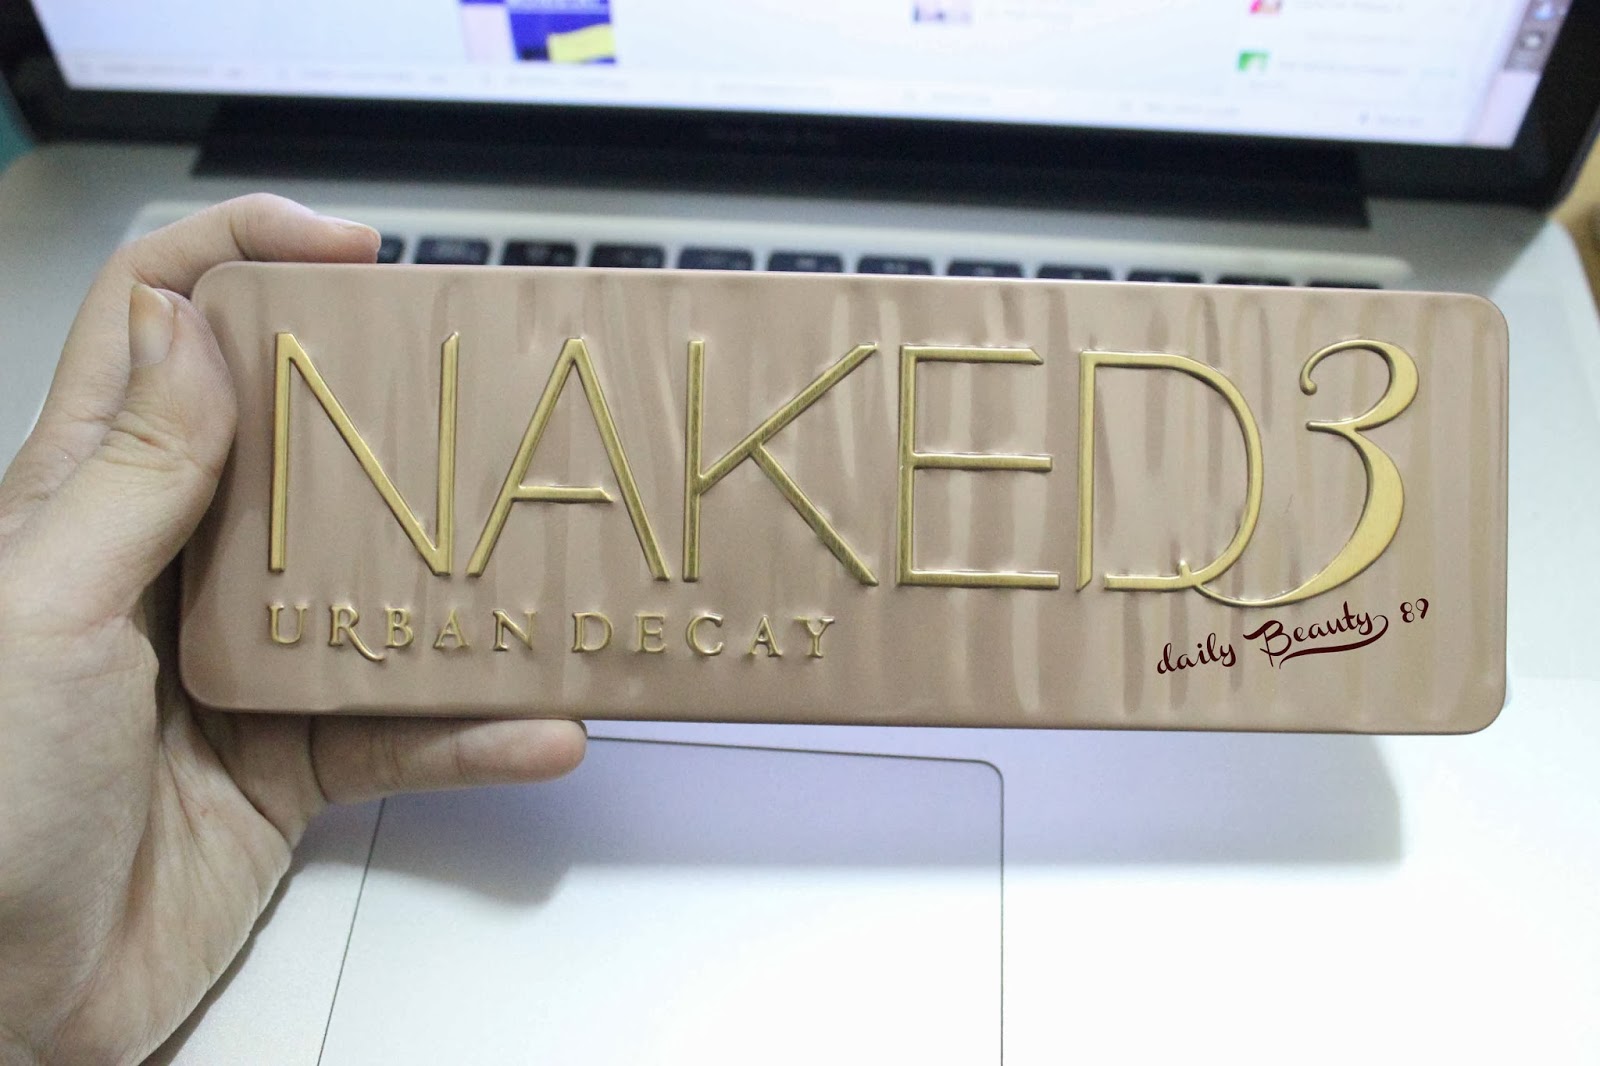 NAKED3
URBAN DECAY
daily Beauty 89